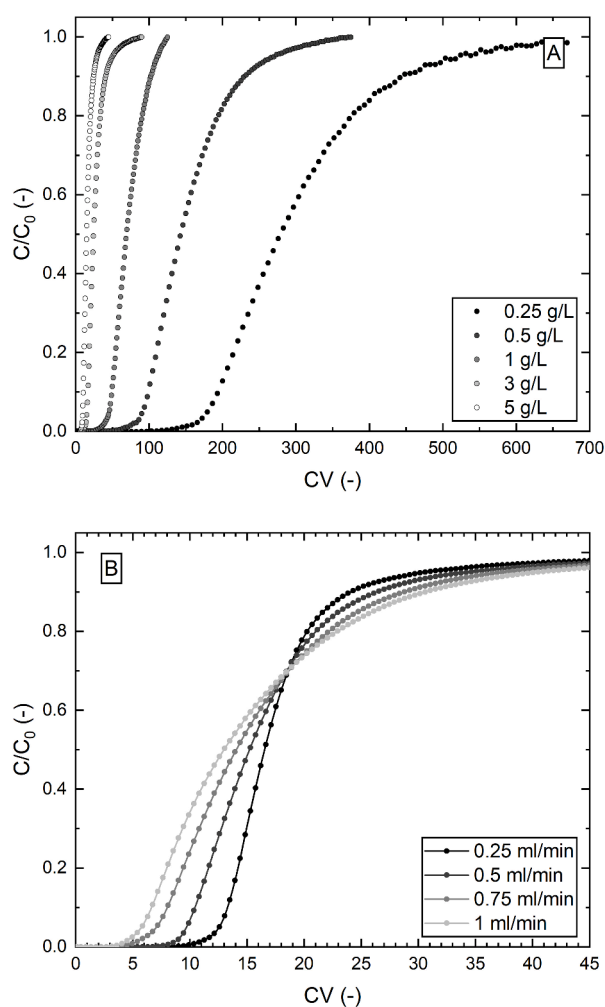 1.0
0.8
0.6
0.4
0.2
0.0
C/C₀ (-)
A
0.25 g/L
0.5 g/L
1 g/L
3 g/L
5 g/L
0 100 200 300 400 500 600 700
CV (-)
1.0
0.8
0.6
0.4
0.2
0.0
C/C₀ (-)
B
0.25 ml/min
0.5 ml/min
0.75 ml/min
1 ml/min
0 5 10 15 20 25 30 35 40 45
CV (-)